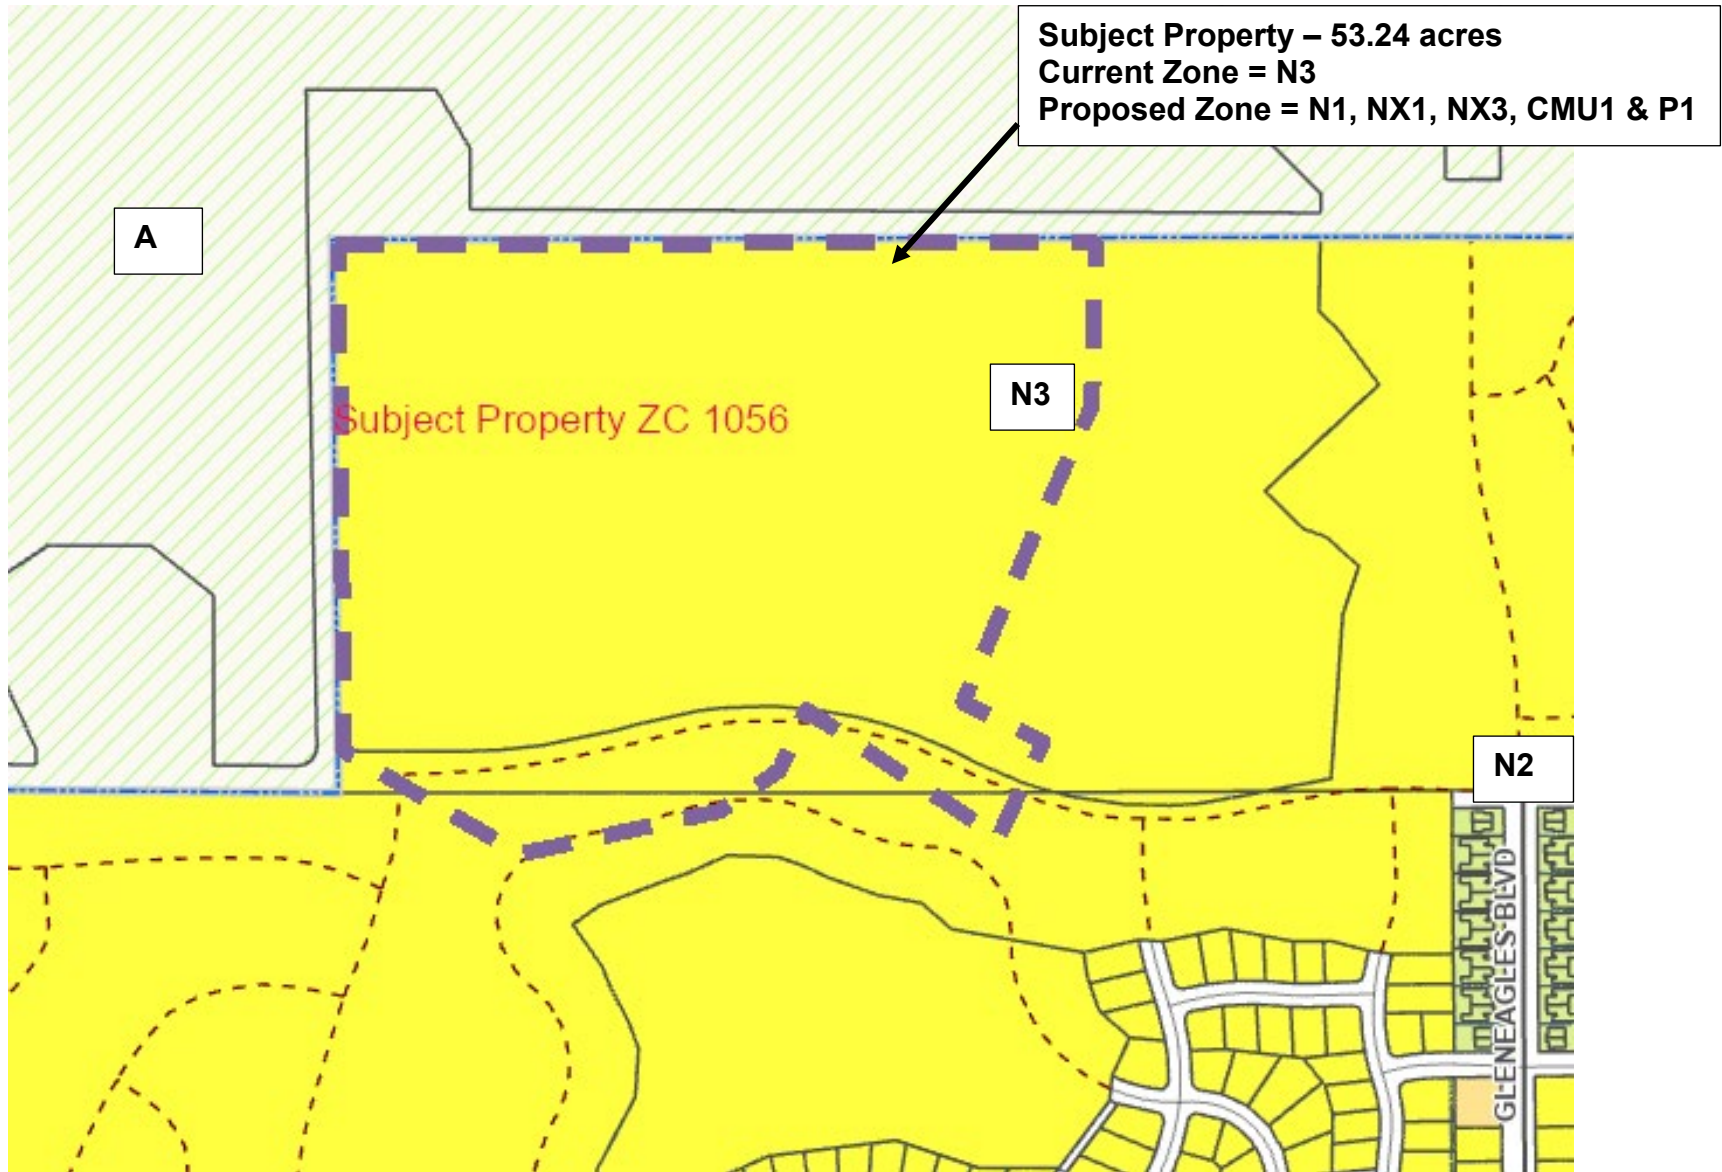 Subject Property – 53.24 acres
Current Zone = N3
Proposed Zone = N1, NX1, NX3, CMU1 & P1
A
N3
Subject Property ZC 1056
N2
GLENEAGLES BLVD